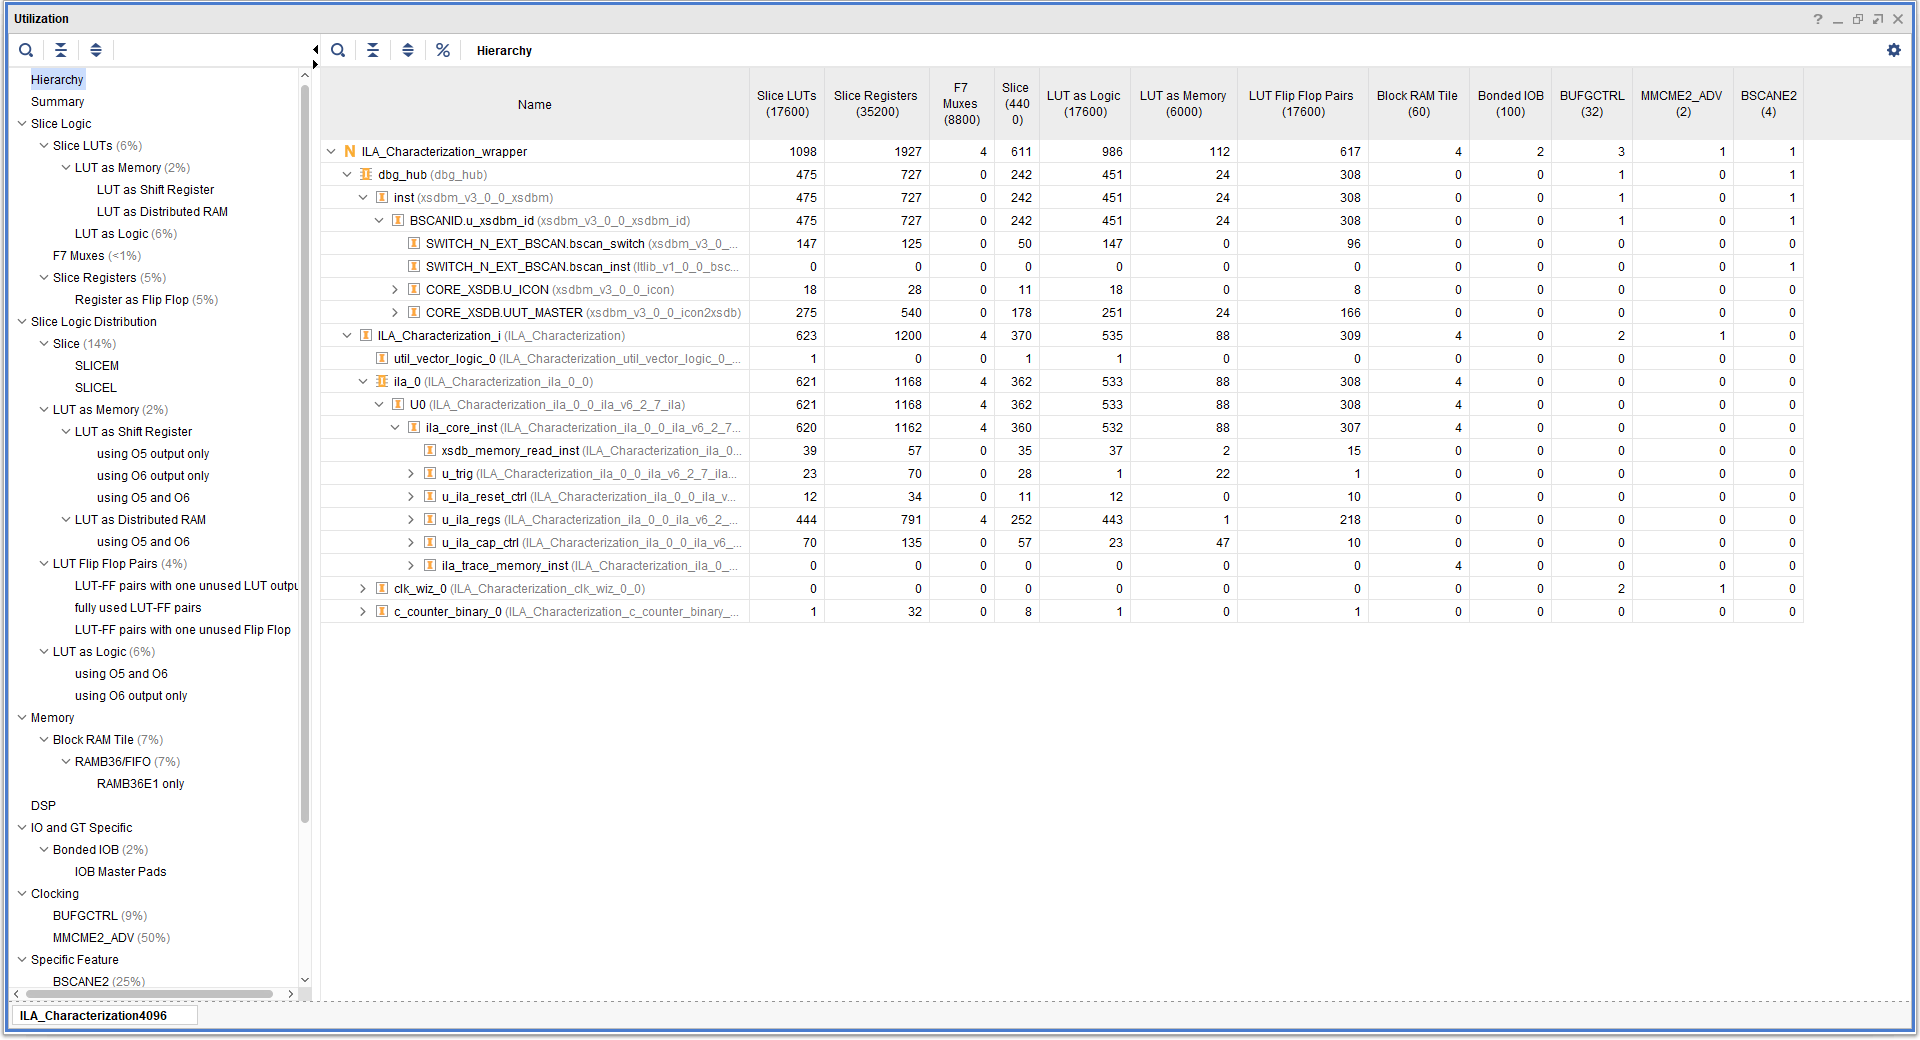 Utilization
Hierarchy
Hierarchy
Summary
Slice Logic
Slice LUTs (6%)
LUT as Memory (2%)
LUT as Shift Register
LUT as Distributed RAM
LUT as Logic (6%)
F7 Muxes (<1%)
Slice Registers (5%)
Register as Flip Flop (5%)
Slice Logic Distribution
Slice (14%)
SLICEM
SLICEL
LUT as Memory (2%)
LUT as Shift Register
using O5 output only
using O6 output only
using O5 and O6
LUT as Distributed RAM
using O5 and O6
LUT Flip Flop Pairs (4%)
LUT-FF pairs with one unused LUT outpu
fully used LUT-FF pairs
LUT-FF pairs with one unused Flip Flop
LUT as Logic (6%)
using O5 and O6
using O6 output only
Memory
Block RAM Tile (7%)
RAMB36/FIFO (7%)
RAMB36E1 only
DSP
IO and GT Specific
Bonded IOB (2%)
IOB Master Pads
Clocking
BUFGCTRL (9%)
MMCME2_ADV (50%)
Specific Feature
BSCANE2 (25%)
Name Slice LUTs (17600) Slice Registers (35200) F7 Muxes (8800) Slice (4400) LUT as Logic (17600) LUT as Memory (6000) LUT Flip Flop Pairs (17600) Block RAM Tile (60) Bonded IOB (100) BUFGCTRL (32) MMCME2_ADV (2) BSCANE2 (4)
N ILA_Characterization_wrapper 1098 1927 4 611 986 112 617 4 2 3 1 1
dbg_hub (dbg_hub) 475 727 0 242 451 24 308 0 0 1 0 1
inst (xsdbm_v3_0_0_xsdbm) 475 727 0 242 451 24 308 0 0 1 0 1
BSCANID.u_xsdbm_id (xsdbm_v3_0_0_xsdbm_id) 475 727 0 242 451 24 308 0 0 1 0 1
SWITCH_N_EXT_BSCAN.bscan_switch (xsdbm_v3_0_... 147 125 0 50 147 0 96 0 0 0 0 0
SWITCH_N_EXT_BSCAN.bscan_inst (ltlib_v1_0_0_bsc... 0 0 0 0 0 0 0 0 0 0 0 1
CORE_XSDB.U_ICON (xsdbm_v3_0_0_icon) 18 28 0 11 18 0 8 0 0 0 0 0
CORE_XSDB.UUT_MASTER (xsdbm_v3_0_0_icon2xsdb) 275 540 0 178 251 24 166 0 0 0 0 0
ILA_Characterization_i (ILA_Characterization) 623 1200 4 370 535 88 309 4 0 2 1 0
util_vector_logic_0 (ILA_Characterization_util_vector_logic_0_... 1 0 0 1 1 0 0 0 0 0 0 0
ila_0 (ILA_Characterization_ila_0_0) 621 1168 4 362 533 88 308 4 0 0 0 0
U0 (ILA_Characterization_ila_0_0_ila_v6_2_7_ila) 621 1168 4 362 533 88 308 4 0 0 0 0
ila_core_inst (ILA_Characterization_ila_0_0_ila_v6_2_7... 620 1162 4 360 532 88 307 4 0 0 0 0
xsdb_memory_read_inst (ILA_Characterization_ila_0... 39 57 0 35 37 2 15 0 0 0 0 0
u_trig (ILA_Characterization_ila_0_0_ila_v6_2_7_ila... 23 70 0 28 1 22 1 0 0 0 0 0
u_ila_reset_ctrl (ILA_Characterization_ila_0_0_ila_v... 12 34 0 11 12 0 10 0 0 0 0 0
u_ila_regs (ILA_Characterization_ila_0_0_ila_v6_2_... 444 791 4 252 443 1 218 0 0 0 0 0
u_ila_cap_ctrl (ILA_Characterization_ila_0_0_ila_v6_... 70 135 0 57 23 47 10 0 0 0 0 0
ila_trace_memory_inst (ILA_Characterization_ila_0_... 0 0 0 0 0 0 0 4 0 0 0 0
clk_wiz_0 (ILA_Characterization_clk_wiz_0_0) 0 0 0 0 0 0 0 0 0 2 1 0
c_counter_binary_0 (ILA_Characterization_c_counter_binary_... 1 32 0 8 1 0 1 0 0 0 0 0
ILA_Characterization4096